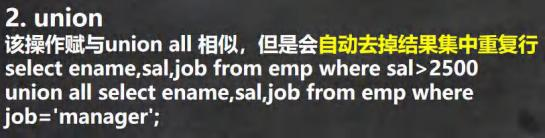 2. union
该操作赋与union all 相似，但是会自动去掉结果集中重复行
select ename,sal,job from emp where sal>2500
union all select ename,sal,job from emp where
job='manager';